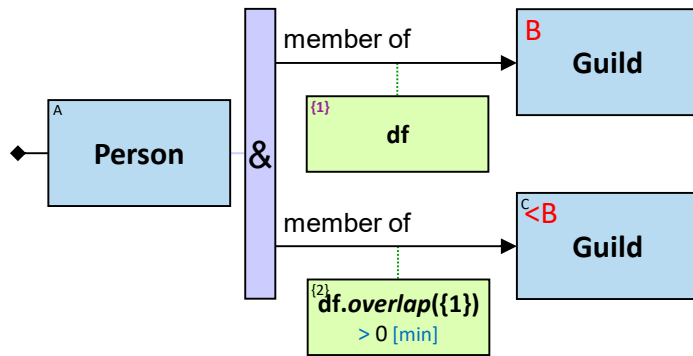 A
Person
&
member of
B
Guild
{1}
df
member of
C
<B
Guild
{2}
df.overlap({1})
> 0 [min]